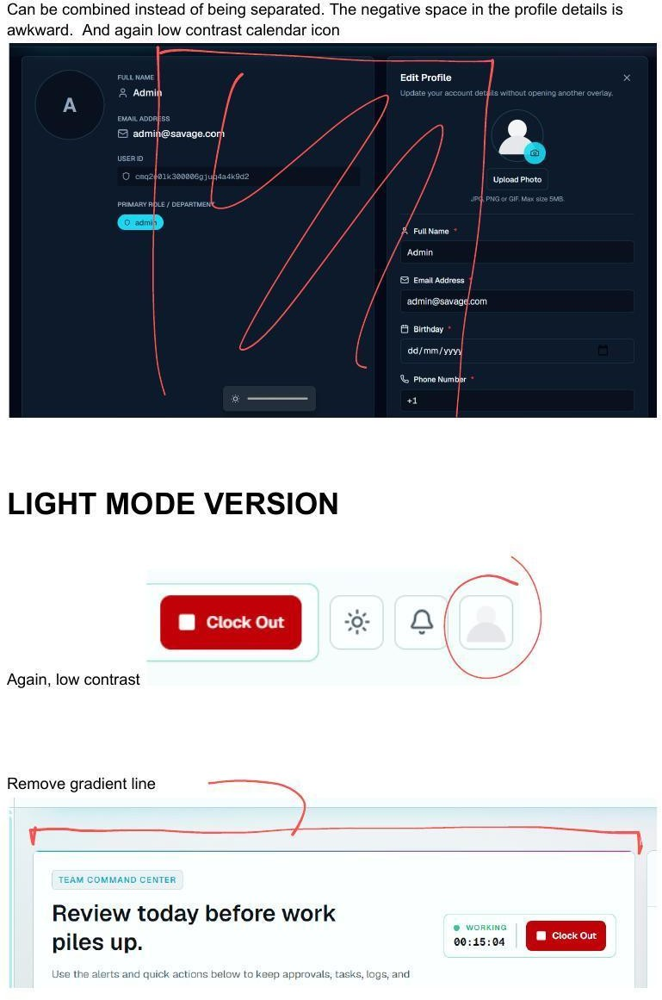 Can be combined instead of being separated. The negative space in the profile details is
awkward.  And again low contrast calendar icon
A
FULL NAME
Admin
EMAIL ADDRESS
admin@savage.com
USER ID
PRIMARY ROLE / DEPARTMENT
admin
Edit Profile
Update your account details without opening another overlay.
Upload Photo
JPG, PNG or GIF. Max size 5MB.
Full Name *
Admin
Email Address *
admin@savage.com
Birthday *
dd/mm/yyyy
Phone Number *
+1
LIGHT MODE VERSION
Clock Out
Again, low contrast
Remove gradient line
TEAM COMMAND CENTER
Review today before work
piles up.
WORKING
00:15:04
Clock Out
Use the alerts and quick actions below to keep approvals, tasks, logs, and